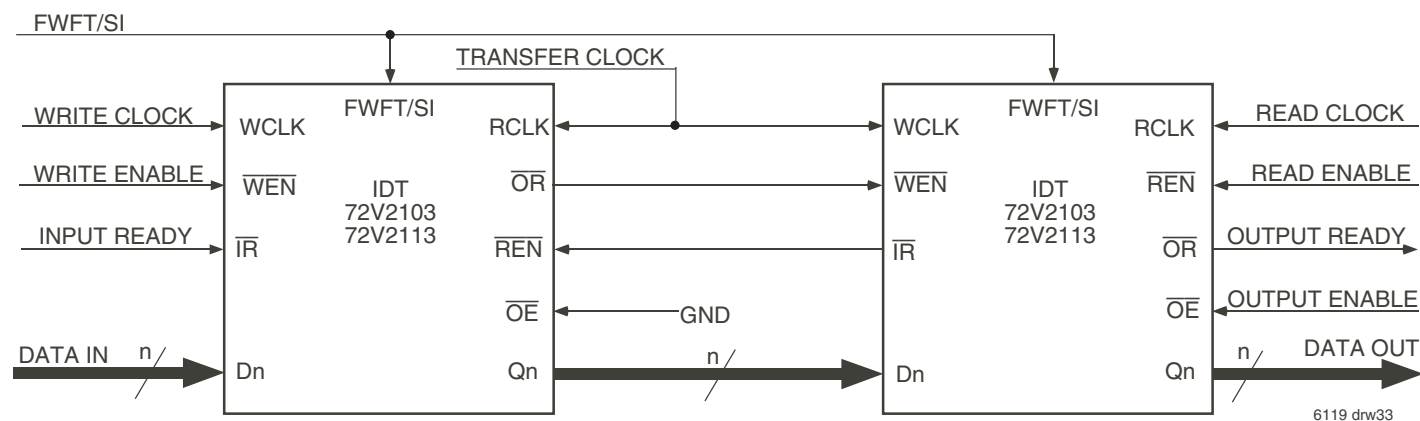 FWFT/SI
TRANSFER CLOCK
WRITE CLOCK
WRITE ENABLE
INPUT READY
DATA IN
n
FWFT/SI
WCLK
WEN
IR
Dn
IDT
72V2103
72V2113
RCLK
OR
REN
OE
Qn
GND
n
FWFT/SI
WCLK
WEN
IR
Dn
IDT
72V2103
72V2113
RCLK
REN
OR
OE
Qn
READ CLOCK
READ ENABLE
OUTPUT READY
OUTPUT ENABLE
n
DATA OUT
6119 drw33